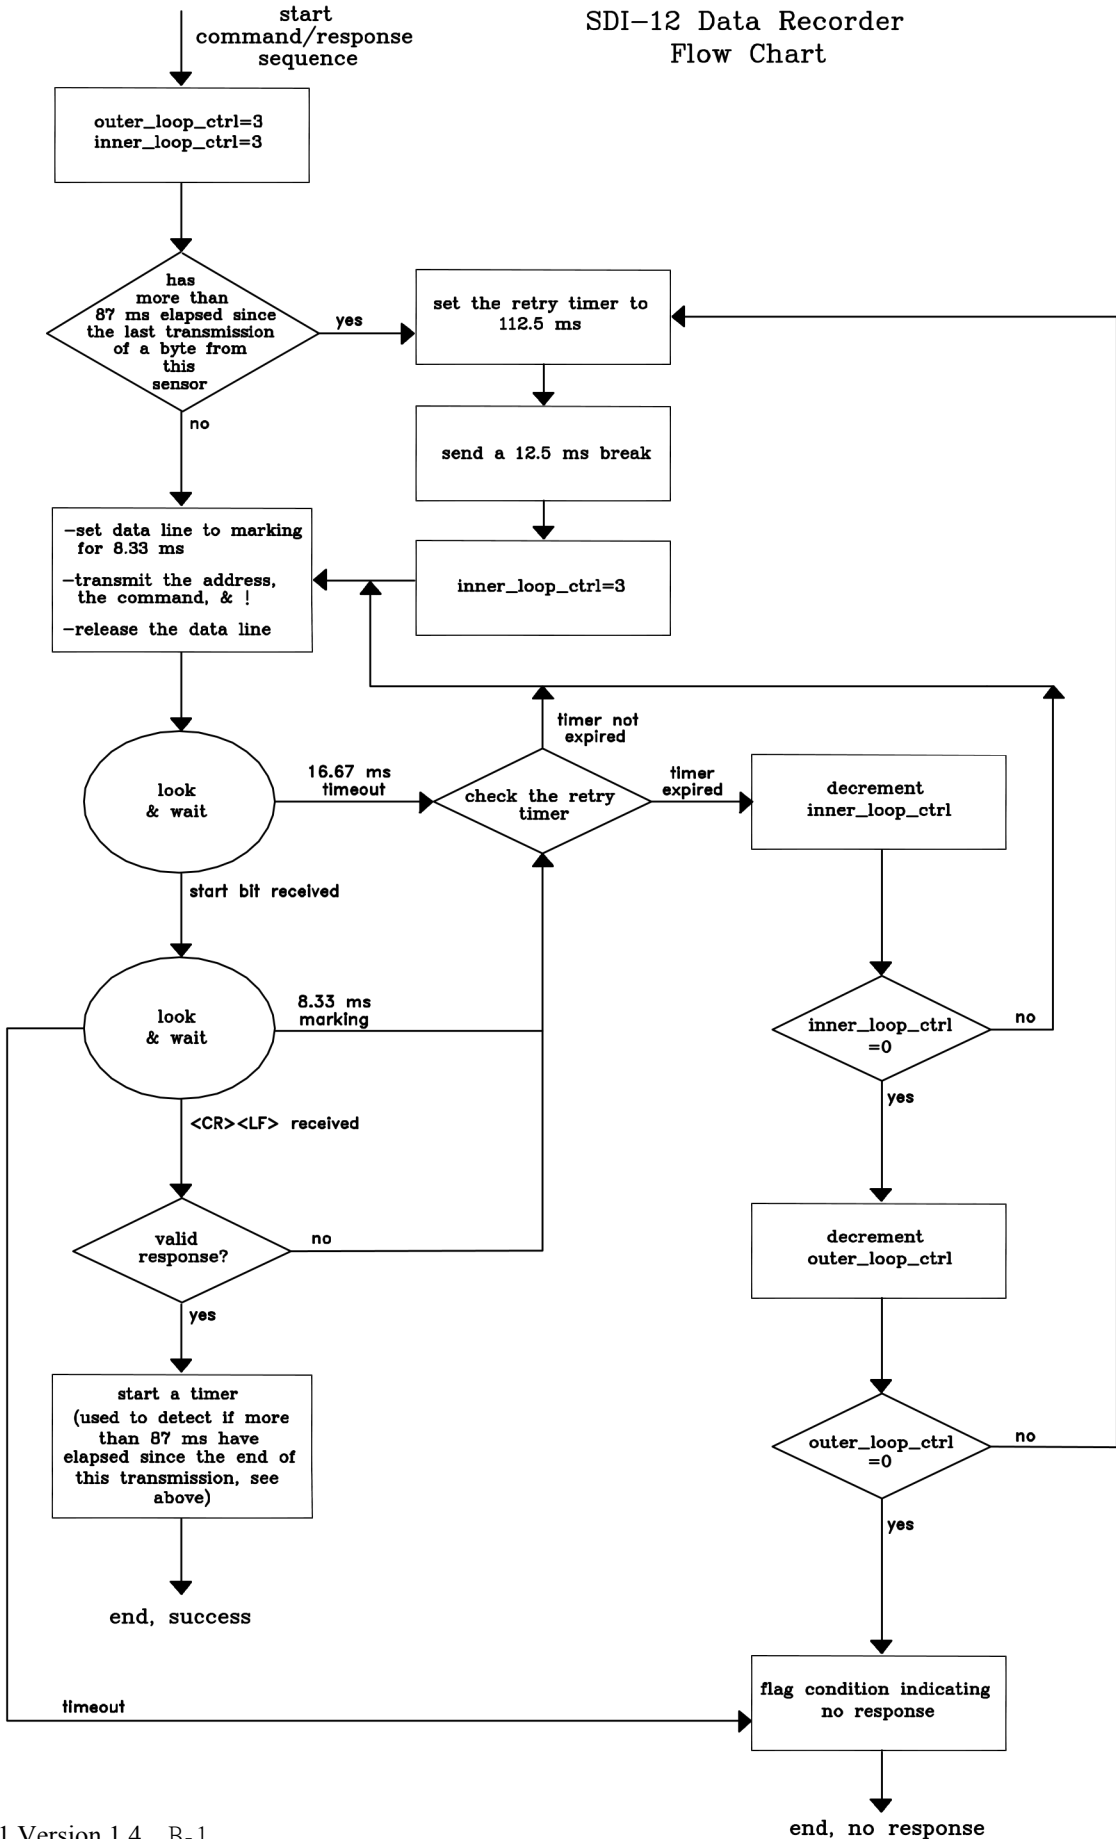 start
command/response
sequence
SDI-12 Data Recorder
Flow Chart
outer_loop_ctrl=3
inner_loop_ctrl=3
has
more than
87 ms elapsed since
the last transmission
of a byte from
this
sensor
yes
no
set the retry timer to
112.5 ms
send a 12.5 ms break
inner_loop_ctrl=3
-set data line to marking
for 8.33 ms
-transmit the address,
the command, & !
-release the data line
look
& wait
16.67 ms
timeout
timer not
expired
check the retry
timer
timer
expired
decrement
inner_loop_ctrl
start bit received
look
& wait
8.33 ms
marking
inner_loop_ctrl
=0
no
yes
<CR><LF> received
valid
response?
no
yes
decrement
outer_loop_ctrl
start a timer
(used to detect if more
than 87 ms have
elapsed since the end of
this transmission, see
above)
outer_loop_ctrl
=0
no
yes
end, success
timeout
flag condition indicating
no response
end, no response
1 Version 1.4 B-1